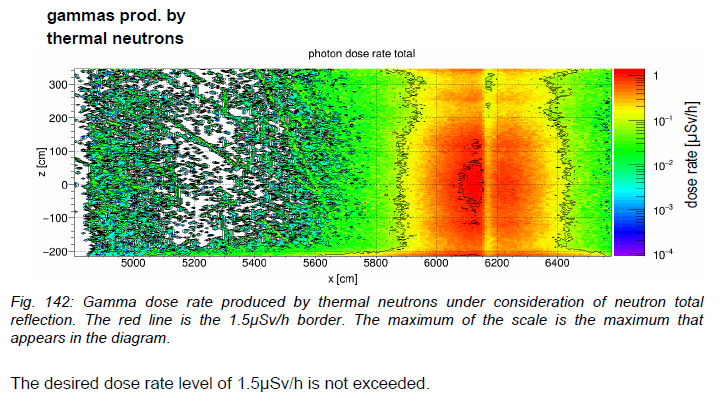 gammas prod. by
thermal neutrons
photon dose rate total
z [cm]
300
200
100
0
−100
−200
5000 5200 5400 5600 5800 6000 6200 6400
x [cm]
1
10⁻¹
10⁻²
10⁻³
10⁻⁴
dose rate [µSv/h]
Fig. 142: Gamma dose rate produced by thermal neutrons under consideration of neutron total
reflection. The red line is the 1.5µSv/h border. The maximum of the scale is the maximum that
appears in the diagram.
The desired dose rate level of 1.5µSv/h is not exceeded.